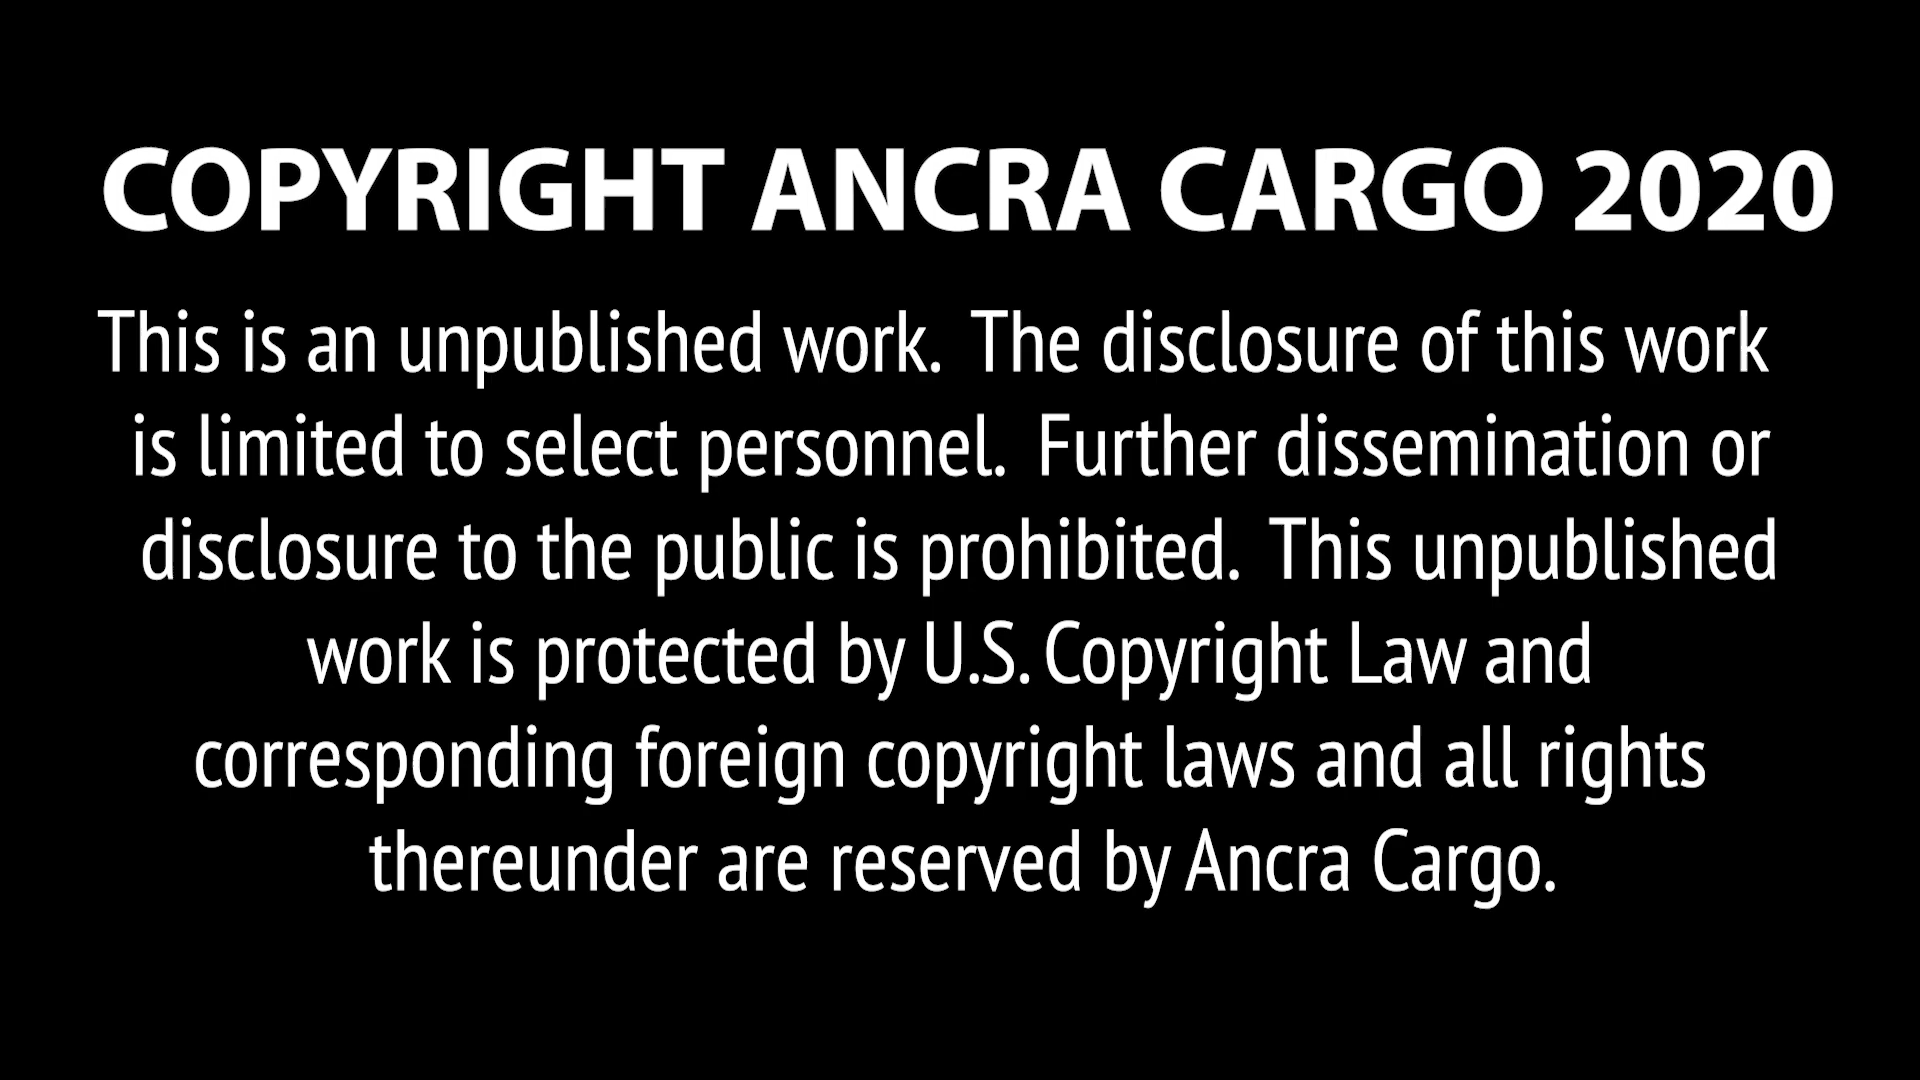 COPYRIGHT ANCRA CARGO 2020
This is an unpublished work.  The disclosure of this work
is limited to select personnel.  Further dissemination or
disclosure to the public is prohibited.  This unpublished
work is protected by U.S. Copyright Law and
corresponding foreign copyright laws and all rights
thereunder are reserved by Ancra Cargo.